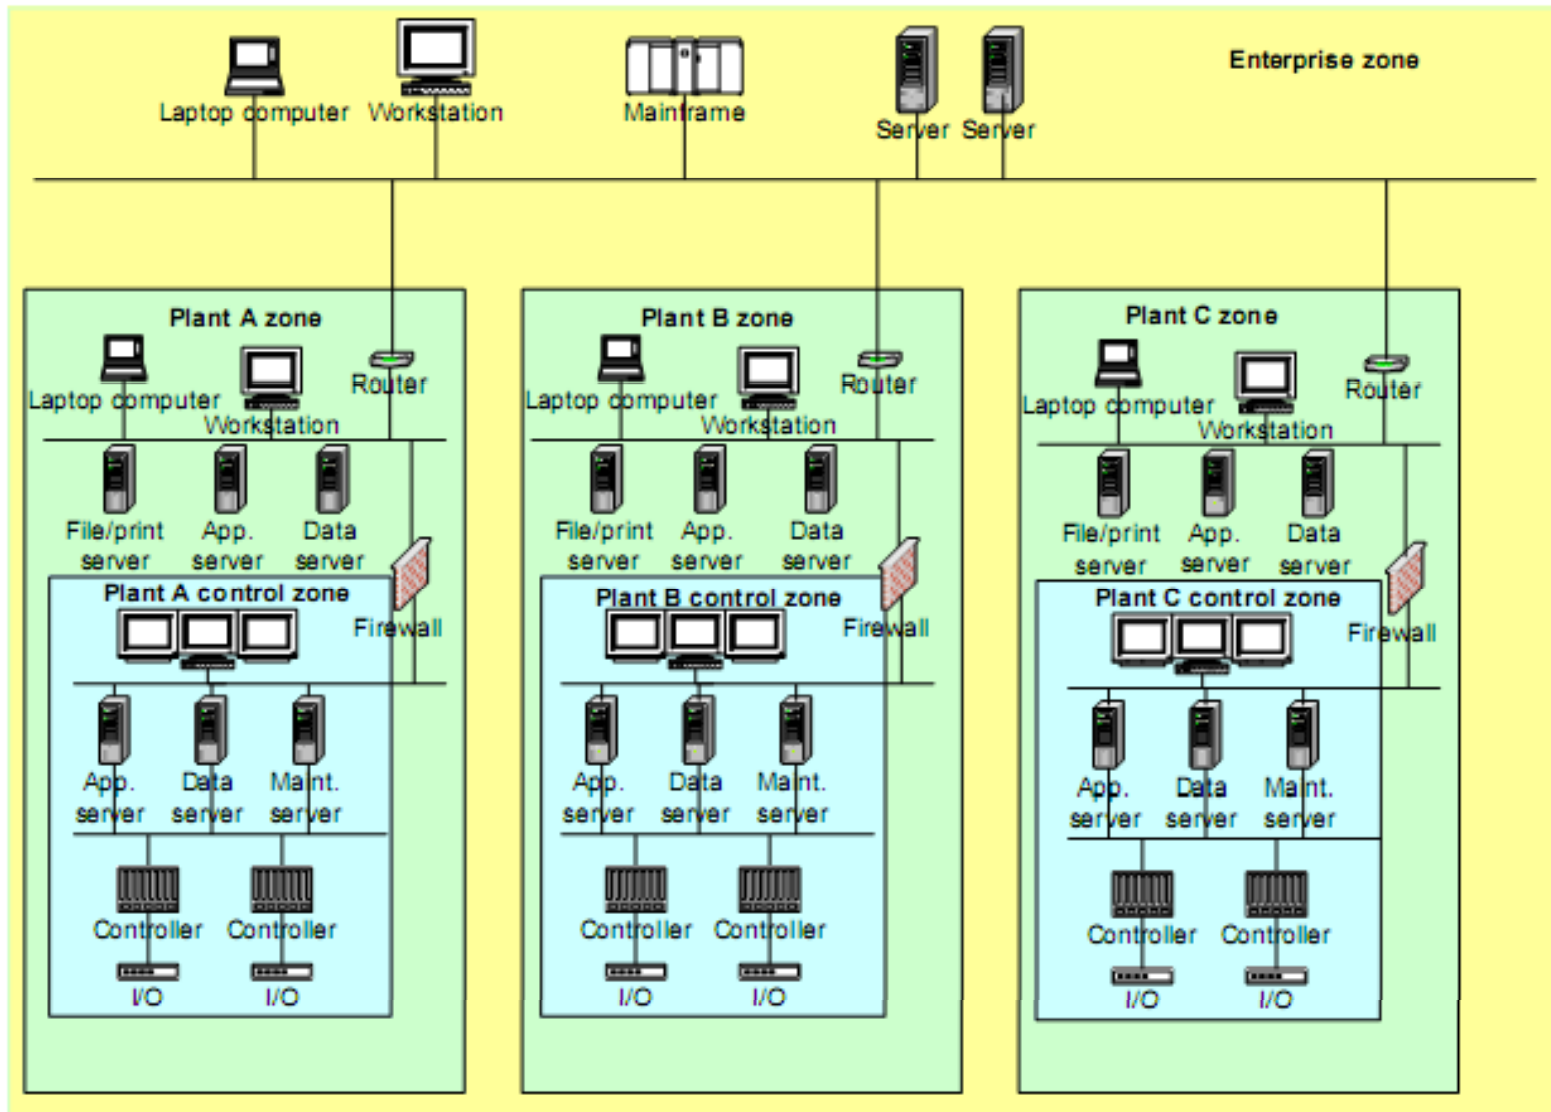 Enterprise zone
Laptop computer
Workstation
Mainframe
Server
Server
Plant A zone
Router
Laptop computer
Workstation
File/print
server
App.
server
Data
server
Plant A control zone
Firewall
App.
server
Data
server
Maint.
server
Controller
Controller
I/O
I/O
Plant B zone
Router
Laptop computer
Workstation
File/print
server
App.
server
Data
server
Plant B control zone
Firewall
App.
server
Data
server
Maint.
server
Controller
Controller
I/O
I/O
Plant C zone
Router
Laptop computer
Workstation
File/print
server
App.
server
Data
server
Plant C control zone
Firewall
App.
server
Data
server
Maint.
server
Controller
Controller
I/O
I/O